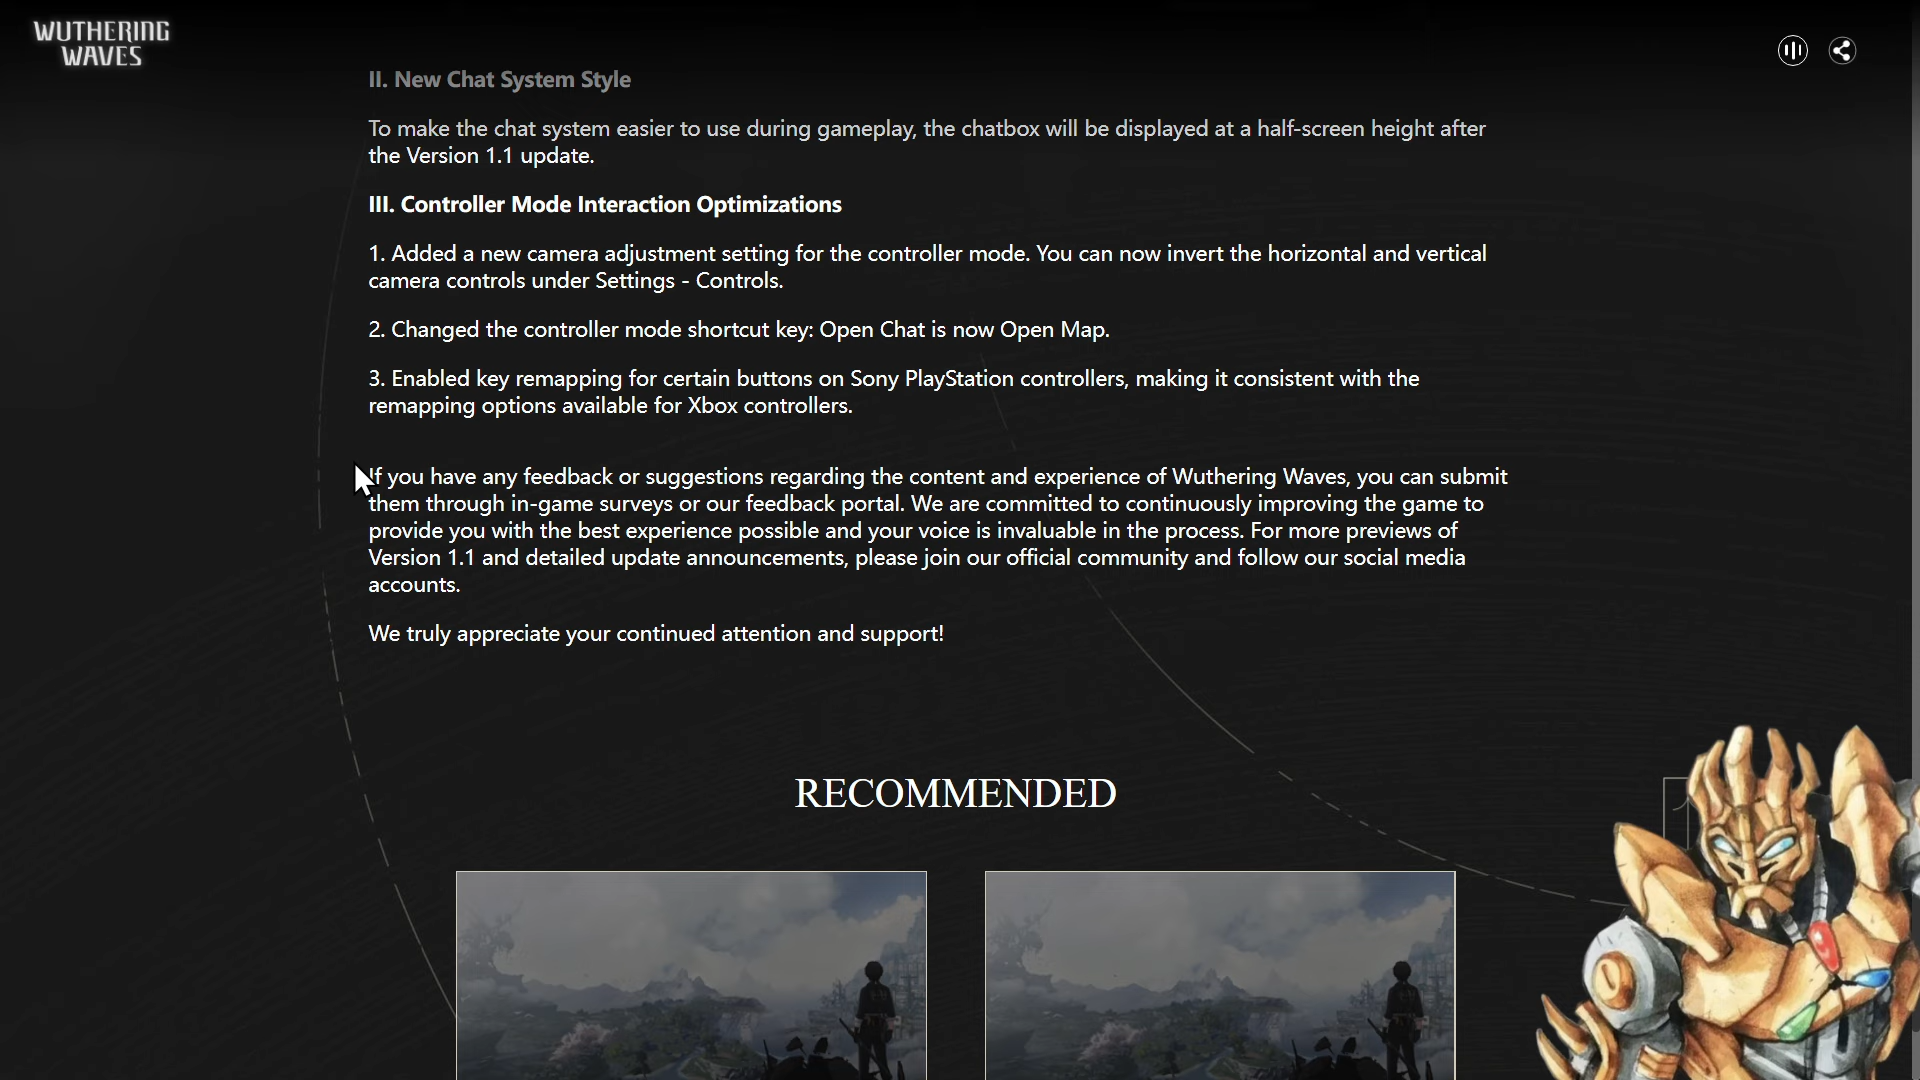 WUTHERING
WAVES
II. New Chat System Style
To make the chat system easier to use during gameplay, the chatbox will be displayed at a half-screen height after
the Version 1.1 update.
III. Controller Mode Interaction Optimizations
1. Added a new camera adjustment setting for the controller mode. You can now invert the horizontal and vertical
camera controls under Settings - Controls.
2. Changed the controller mode shortcut key: Open Chat is now Open Map.
3. Enabled key remapping for certain buttons on Sony PlayStation controllers, making it consistent with the
remapping options available for Xbox controllers.
If you have any feedback or suggestions regarding the content and experience of Wuthering Waves, you can submit
them through in-game surveys or our feedback portal. We are committed to continuously improving the game to
provide you with the best experience possible and your voice is invaluable in the process. For more previews of
Version 1.1 and detailed update announcements, please join our official community and follow our social media
accounts.
We truly appreciate your continued attention and support!
RECOMMENDED